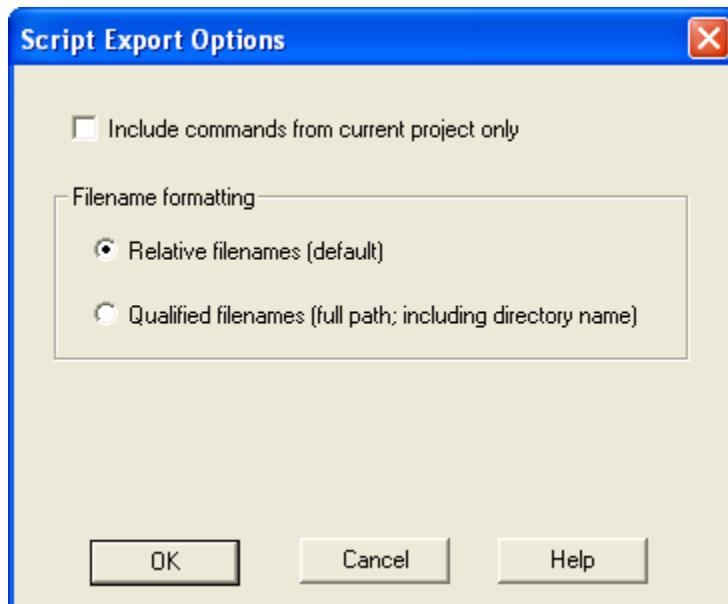 Script Export Options
Include commands from current project only
Filename formatting
Relative filenames (default)
Qualified filenames (full path; including directory name)
OK
Cancel
Help